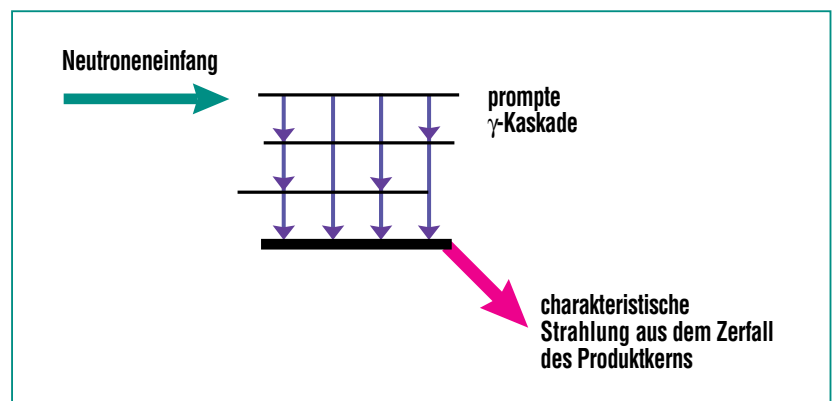 Neutroneneinfang
prompte
γ-Kaskade
charakteristische
Strahlung aus dem Zerfall
des Produktkerns